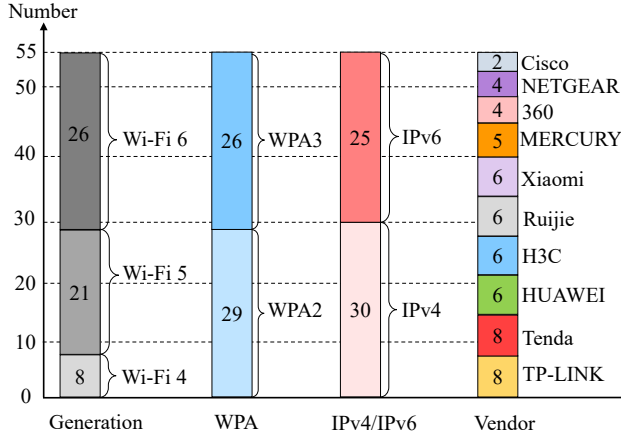 Number
55
50
40
30
20
10
0
26
21
8
Wi-Fi 6
Wi-Fi 5
Wi-Fi 4
26
29
WPA3
WPA2
25
30
IPv6
IPv4
2 Cisco
4 NETGEAR
4 360
5 MERCURY
6 Xiaomi
6 Ruijie
6 H3C
6 HUAWEI
8 Tenda
8 TP-LINK
Generation WPA IPv4/IPv6 Vendor